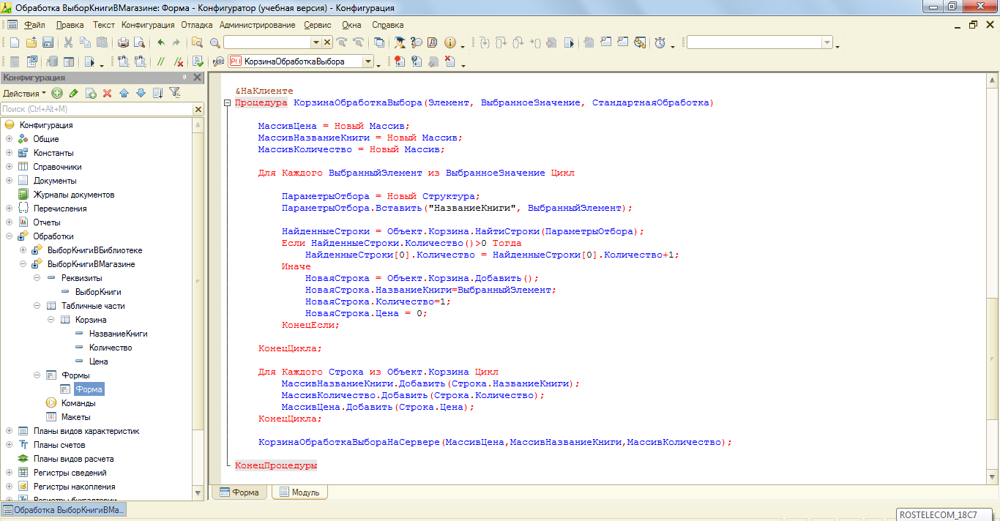 Обработка ВыборКнигиВМагазине: Форма - Конфигуратор (учебная версия) - Конфигурация
Файл Правка Текст Конфигурация Отладка Администрирование Сервис Окна Справка
КорзинаОбработкаВыбора
Конфигурация
Действия
Поиск (Ctrl+Alt+M)
Конфигурация
Общие
Константы
Справочники
Документы
Журналы документов
Перечисления
Отчеты
Обработки
ВыборКнигиВБиблиотеке
ВыборКнигиВМагазине
Реквизиты
ВыборКниги
Табличные части
Корзина
НазваниеКниги
Количество
Цена
Формы
Форма
Команды
Макеты
Планы видов характеристик
Планы счетов
Планы видов расчета
Регистры сведений
Регистры накопления
Регистры бухгалтерии
&НаКлиенте
Процедура КорзинаОбработкаВыбора(Элемент, ВыбранноеЗначение, СтандартнаяОбработка)
МассивЦена = Новый Массив;
МассивНазваниеКниги = Новый Массив;
МассивКоличество = Новый Массив;
Для Каждого ВыбранныйЭлемент из ВыбранноеЗначение Цикл
ПараметрыОтбора = Новый Структура;
ПараметрыОтбора.Вставить("НазваниеКниги", ВыбранныйЭлемент);
НайденныеСтроки = Объект.Корзина.НайтиСтроки(ПараметрыОтбора);
Если НайденныеСтроки.Количество()>0 Тогда
НайденныеСтроки[0].Количество = НайденныеСтроки[0].Количество+1;
Иначе
НоваяСтрока = Объект.Корзина.Добавить();
НоваяСтрока.НазваниеКниги=ВыбранныйЭлемент;
НоваяСтрока.Количество=1;
НоваяСтрока.Цена = 0;
КонецЕсли;
КонецЦикла;
Для Каждого Строка из Объект.Корзина Цикл
МассивНазваниеКниги.Добавить(Строка.НазваниеКниги);
МассивКоличество.Добавить(Строка.Количество);
МассивЦена.Добавить(Строка.Цена);
КонецЦикла;
КорзинаОбработкаВыбораНаСервере(МассивЦена,МассивНазваниеКниги,МассивКоличество);
КонецПроцедуры
Форма Модуль
Обработка ВыборКнигиВМа...
ROSTELECOM_18C7